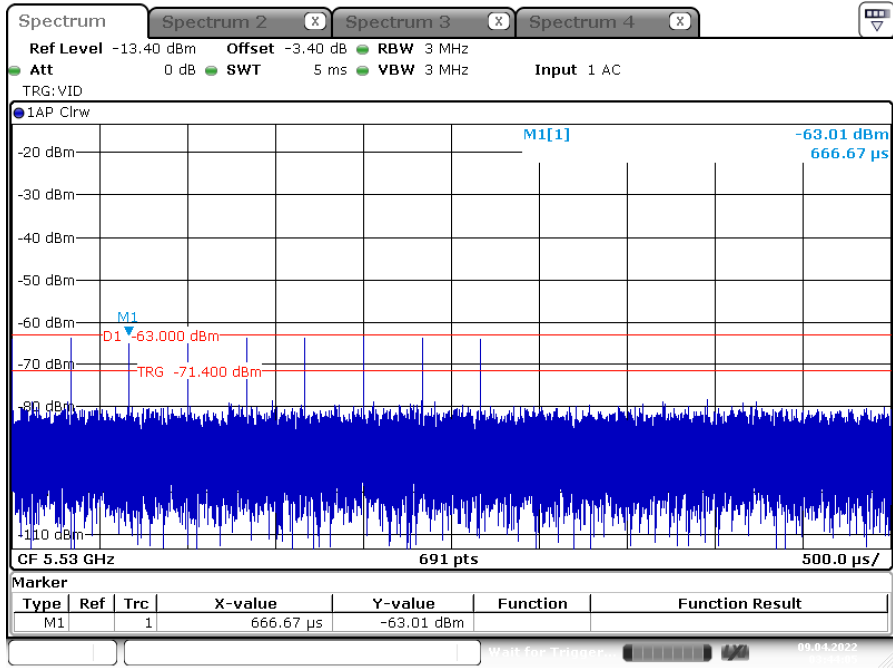 Spectrum Spectrum 2 X Spectrum 3 X Spectrum 4 X
Ref Level -13.40 dBm Offset -3.40 dB RBW 3 MHz
Att 0 dB SWT 5 ms VBW 3 MHz Input 1 AC
TRG:VID
1AP Clrw
M1[1] -63.01 dBm
666.67 µs
-20 dBm
-30 dBm
-40 dBm
-50 dBm
-60 dBm
M1
D1 -63.000 dBm
-70 dBm
TRG -71.400 dBm
-110 dBm
CF 5.53 GHz 691 pts 500.0 µs/
Marker
Type Ref Trc X-value Y-value Function Function Result
M1 1 666.67 µs -63.01 dBm
Wait for Trigger... 09.04.2022